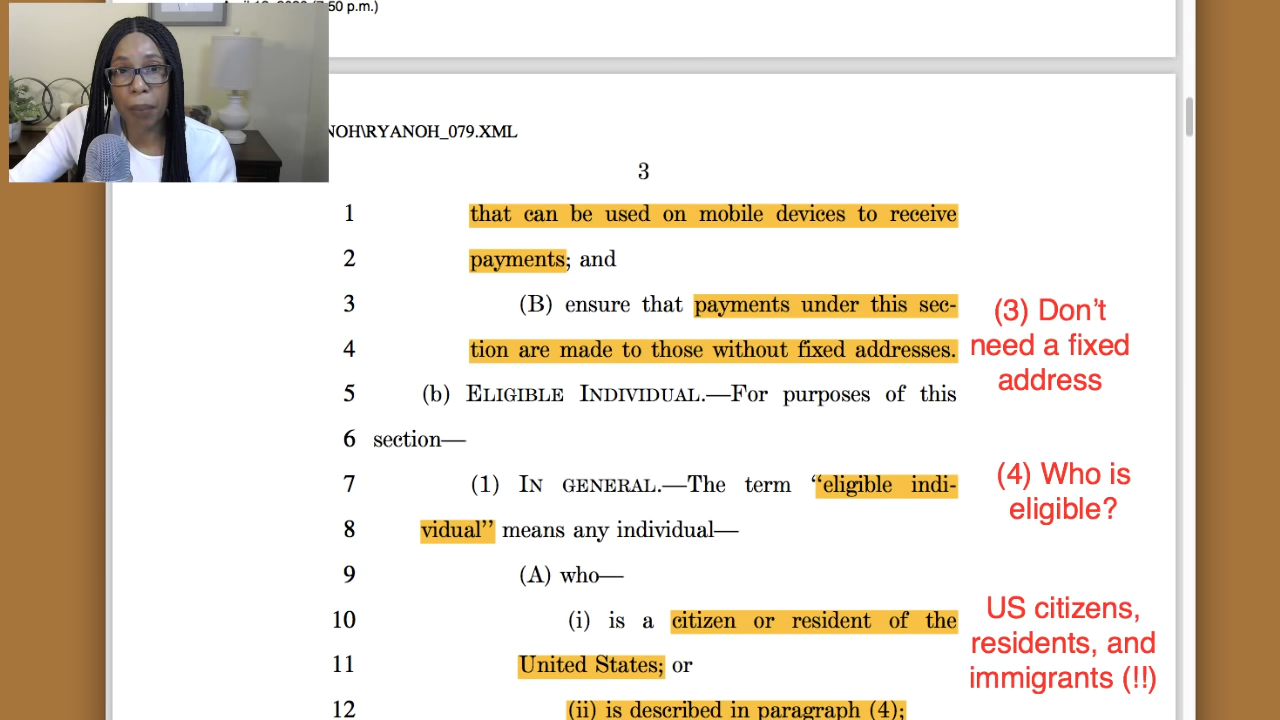 50 p.m.)
NOH\RYANOH_079.XML
3
1 that can be used on mobile devices to receive
2 payments; and
3 (B) ensure that payments under this sec-
4 tion are made to those without fixed addresses.
(3) Don’t
need a fixed
address
5 (b) ELIGIBLE INDIVIDUAL.—For purposes of this
6 section—
7 (1) IN GENERAL.—The term “eligible indi-
8 vidual” means any individual—
(4) Who is
eligible?
9 (A) who—
10 (i) is a citizen or resident of the
11 United States; or
12 (ii) is described in paragraph (4);
US citizens,
residents, and
immigrants (!!)